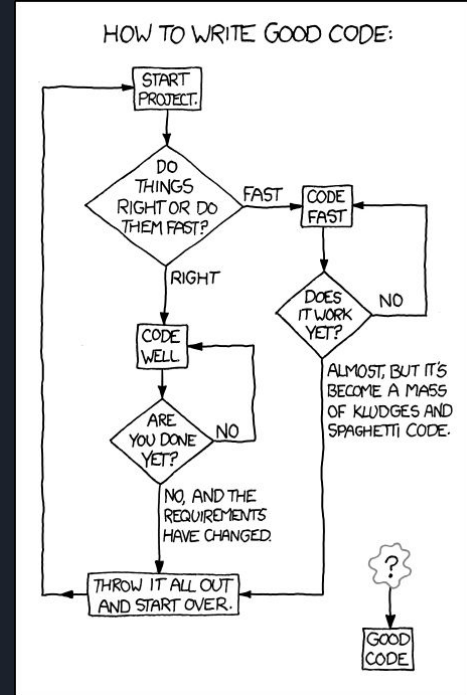 HOW TO WRITE GOOD CODE:
START
PROJECT.
DO
THINGS
RIGHT OR DO
THEM FAST?
FAST
CODE
FAST
RIGHT
DOES
IT WORK
YET?
NO
CODE
WELL
ALMOST, BUT IT'S
BECOME A MASS
OF KLUDGES AND
SPAGHETTI CODE.
ARE
YOU DONE
YET?
NO
NO, AND THE
REQUIREMENTS
HAVE CHANGED.
THROW IT ALL OUT
AND START OVER.
?
GOOD
CODE